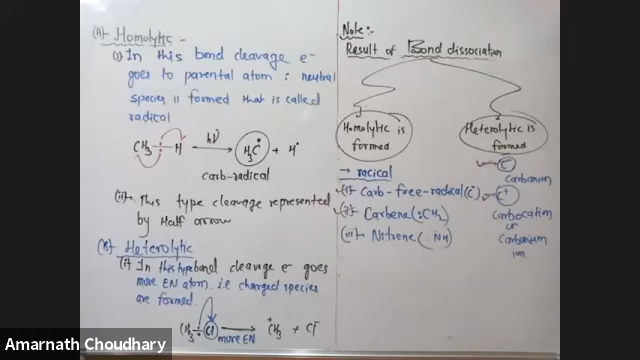 (A) Homolytic -
(i) In this bond cleavage e-
goes to parental atom : neutral
species is formed that is called
radical
CH3 : H hν H3C• + H•
carb-radical
(ii) This type cleavage represented
by Half arrow
(B) Heterolytic
(i) In this type bond cleavage e- goes
more EN atom. i.e charged species
are formed.
CH3 : Cl → +CH3 + Cl-
more EN
Note:-
Result of Bond dissociation
Homolytic is
formed
Heterolytic is
formed
→ racical
(i) Carb-free-radical (C•)
(ii) Carbene (:CH2)
(iii) Nitrene ( NH)
C-
Carbanion
C+
Carbocation
or
Carbonium
ion
Amarnath Choudhary